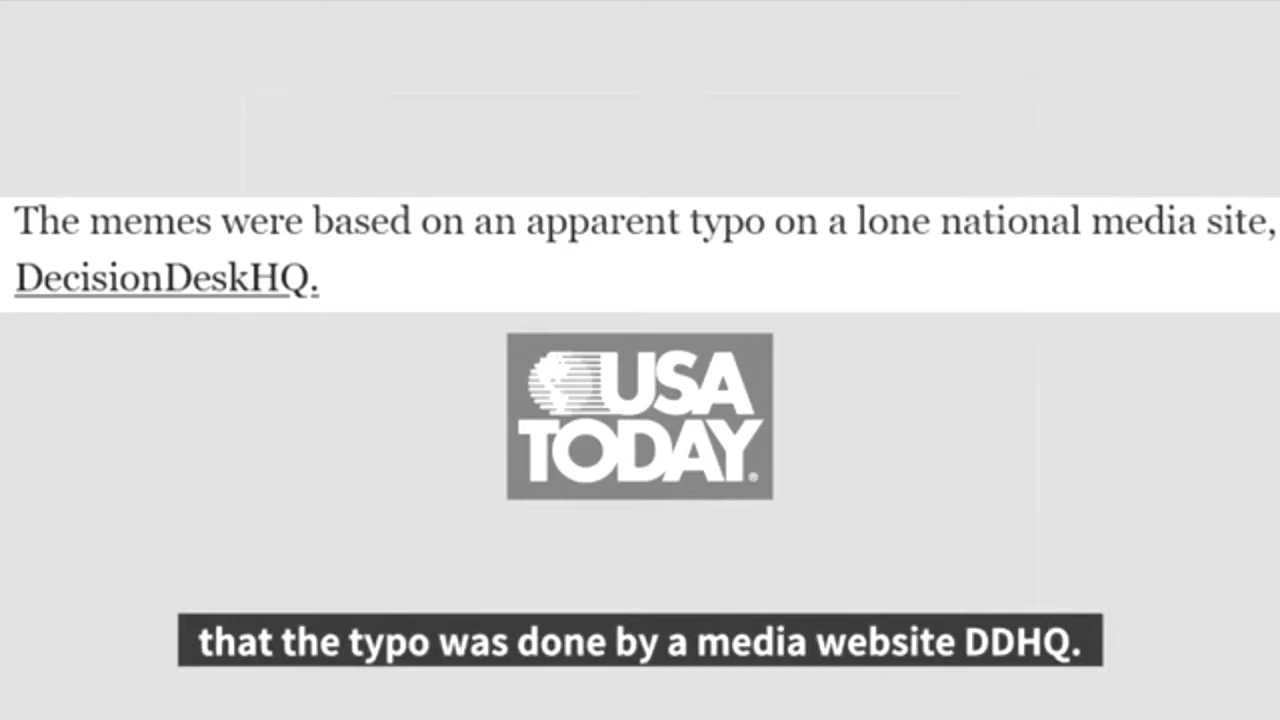 The memes were based on an apparent typo on a lone national media site,
DecisionDeskHQ.
USA
TODAY®
that the typo was done by a media website DDHQ.